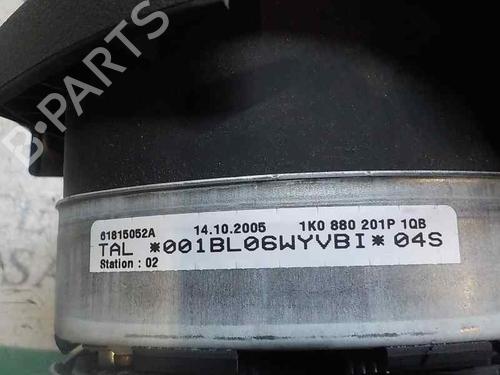 B-PARTS
61815052A 14.10.2005 1K0 880 201P 1QB
TAL *001BL06WYVBI* 04S
Station : 02